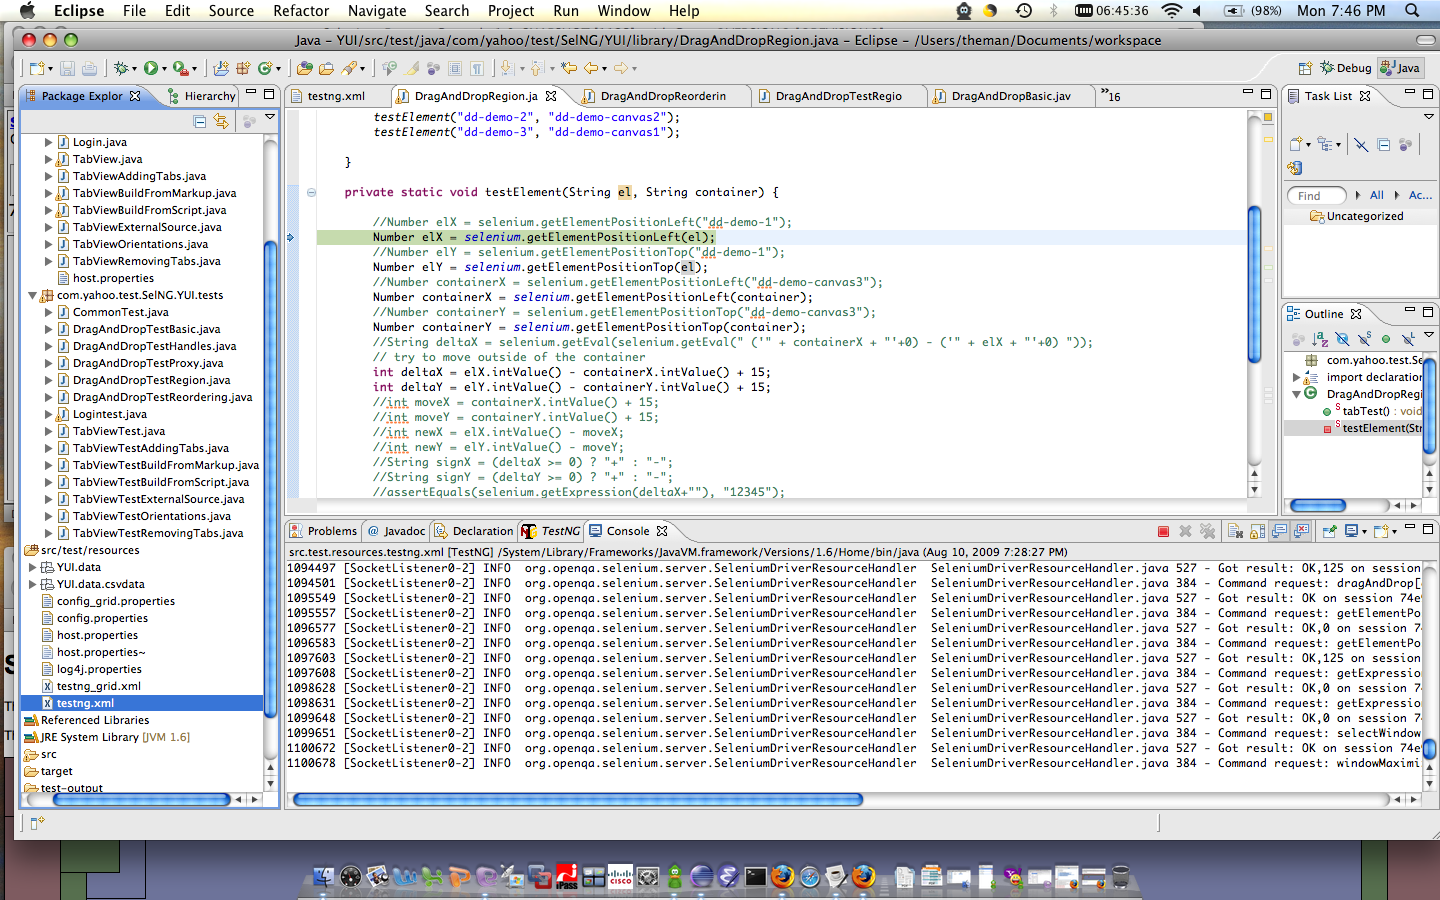 Eclipse File Edit Source Refactor Navigate Search Project Run Window Help 06:45:36 (98%) Mon 7:46 PM
Java – YUI/src/test/java/com/yahoo/test/SelNG/YUI/library/DragAndDropRegion.java – Eclipse – /Users/theman/Documents/workspace
Debug Java
Package Explor Hierarchy
Login.java
TabView.java
TabViewAddingTabs.java
TabViewBuildFromMarkup.java
TabViewBuildFromScript.java
TabViewExternalSource.java
TabViewOrientations.java
TabViewRemovingTabs.java
host.properties
com.yahoo.test.SelNG.YUI.tests
CommonTest.java
DragAndDropTestBasic.java
DragAndDropTestHandles.java
DragAndDropTestProxy.java
DragAndDropTestRegion.java
DragAndDropTestReordering.java
Logintest.java
TabViewTest.java
TabViewTestAddingTabs.java
TabViewTestBuildFromMarkup.java
TabViewTestBuildFromScript.java
TabViewTestExternalSource.java
TabViewTestOrientations.java
TabViewTestRemovingTabs.java
src/test/resources
YUI.data
YUI.data.csvdata
config_grid.properties
config.properties
host.properties
host.properties~
log4j.properties
testng_grid.xml
testng.xml
Referenced Libraries
JRE System Library [JVM 1.6]
src
target
test-output
testng.xml DragAndDropRegion.ja DragAndDropReorderin DragAndDropTestRegio DragAndDropBasic.jav »16
testElement("dd-demo-2", "dd-demo-canvas2");
testElement("dd-demo-3", "dd-demo-canvas1");
}
private static void testElement(String el, String container) {
//Number elX = selenium.getElementPositionLeft("dd-demo-1");
Number elX = selenium.getElementPositionLeft(el);
//Number elY = selenium.getElementPositionTop("dd-demo-1");
Number elY = selenium.getElementPositionTop(el);
//Number containerX = selenium.getElementPositionLeft("dd-demo-canvas3");
Number containerX = selenium.getElementPositionLeft(container);
//Number containerY = selenium.getElementPositionTop("dd-demo-canvas3");
Number containerY = selenium.getElementPositionTop(container);
//String deltaX = selenium.getEval(selenium.getEval(" ('" + containerX + "'+0) - ('" + elX + "'+0) "));
// try to move outside of the container
int deltaX = elX.intValue() - containerX.intValue() + 15;
int deltaY = elY.intValue() - containerY.intValue() + 15;
//int moveX = containerX.intValue() + 15;
//int moveY = containerY.intValue() + 15;
//int newX = elX.intValue() - moveX;
//int newY = elY.intValue() - moveY;
//String signX = (deltaX >= 0) ? "+" : "-";
//String signY = (deltaY >= 0) ? "+" : "-";
//assertEquals(selenium.getExpression(deltaX+""), "12345");
Task List
Find All Ac...
Uncategorized
Outline
com.yahoo.test.Se
import declaration
DragAndDropRegi
tabTest() : void
testElement(Str
Problems Javadoc Declaration TestNG Console
src.test.resources.testng.xml [TestNG] /System/Library/Frameworks/JavaVM.framework/Versions/1.6/Home/bin/java (Aug 10, 2009 7:28:27 PM)
1094497 [SocketListener0-2] INFO org.openqa.selenium.server.SeleniumDriverResourceHandler SeleniumDriverResourceHandler.java 527 - Got result: OK,125 on session
1094501 [SocketListener0-2] INFO org.openqa.selenium.server.SeleniumDriverResourceHandler SeleniumDriverResourceHandler.java 384 - Command request: dragAndDrop[
1095549 [SocketListener0-2] INFO org.openqa.selenium.server.SeleniumDriverResourceHandler SeleniumDriverResourceHandler.java 527 - Got result: OK on session 74e
1095557 [SocketListener0-2] INFO org.openqa.selenium.server.SeleniumDriverResourceHandler SeleniumDriverResourceHandler.java 384 - Command request: getElementPo
1096577 [SocketListener0-2] INFO org.openqa.selenium.server.SeleniumDriverResourceHandler SeleniumDriverResourceHandler.java 527 - Got result: OK,0 on session 7
1096583 [SocketListener0-2] INFO org.openqa.selenium.server.SeleniumDriverResourceHandler SeleniumDriverResourceHandler.java 384 - Command request: getElementPo
1097603 [SocketListener0-2] INFO org.openqa.selenium.server.SeleniumDriverResourceHandler SeleniumDriverResourceHandler.java 527 - Got result: OK,125 on session
1097608 [SocketListener0-2] INFO org.openqa.selenium.server.SeleniumDriverResourceHandler SeleniumDriverResourceHandler.java 384 - Command request: getExpressio
1098628 [SocketListener0-2] INFO org.openqa.selenium.server.SeleniumDriverResourceHandler SeleniumDriverResourceHandler.java 527 - Got result: OK,0 on session 7
1098631 [SocketListener0-2] INFO org.openqa.selenium.server.SeleniumDriverResourceHandler SeleniumDriverResourceHandler.java 384 - Command request: getExpressio
1099648 [SocketListener0-2] INFO org.openqa.selenium.server.SeleniumDriverResourceHandler SeleniumDriverResourceHandler.java 527 - Got result: OK,0 on session 7
1099651 [SocketListener0-2] INFO org.openqa.selenium.server.SeleniumDriverResourceHandler SeleniumDriverResourceHandler.java 384 - Command request: selectWindow
1100672 [SocketListener0-2] INFO org.openqa.selenium.server.SeleniumDriverResourceHandler SeleniumDriverResourceHandler.java 527 - Got result: OK on session 74e
1100678 [SocketListener0-2] INFO org.openqa.selenium.server.SeleniumDriverResourceHandler SeleniumDriverResourceHandler.java 384 - Command request: windowMaximi
iPass CISCO